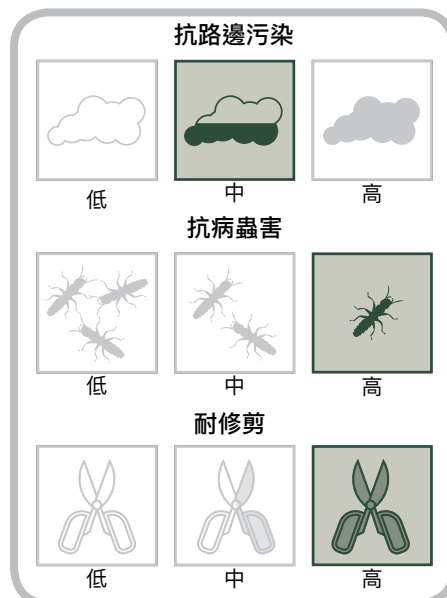 抗路邊污染
低 中 高
抗病蟲害
低 中 高
耐修剪
低 中 高